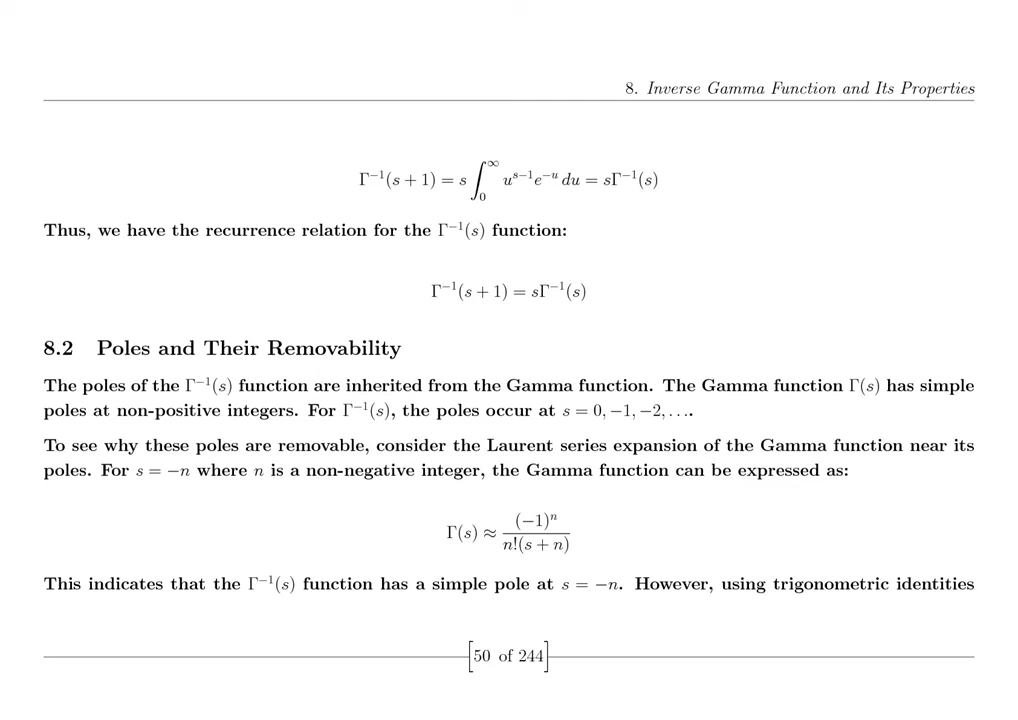 8. Inverse Gamma Function and Its Properties
Γ⁻¹(s + 1) = s ∫₀^∞ u^{s−1}e^{−u} du = sΓ⁻¹(s)
Thus, we have the recurrence relation for the Γ⁻¹(s) function:
Γ⁻¹(s + 1) = sΓ⁻¹(s)
8.2 Poles and Their Removability
The poles of the Γ⁻¹(s) function are inherited from the Gamma function. The Gamma function Γ(s) has simple
poles at non-positive integers. For Γ⁻¹(s), the poles occur at s = 0, −1, −2, . . ..
To see why these poles are removable, consider the Laurent series expansion of the Gamma function near its
poles. For s = −n where n is a non-negative integer, the Gamma function can be expressed as:
Γ(s) ≈ (−1)ⁿ / n!(s + n)
This indicates that the Γ⁻¹(s) function has a simple pole at s = −n. However, using trigonometric identities
[50 of 244]